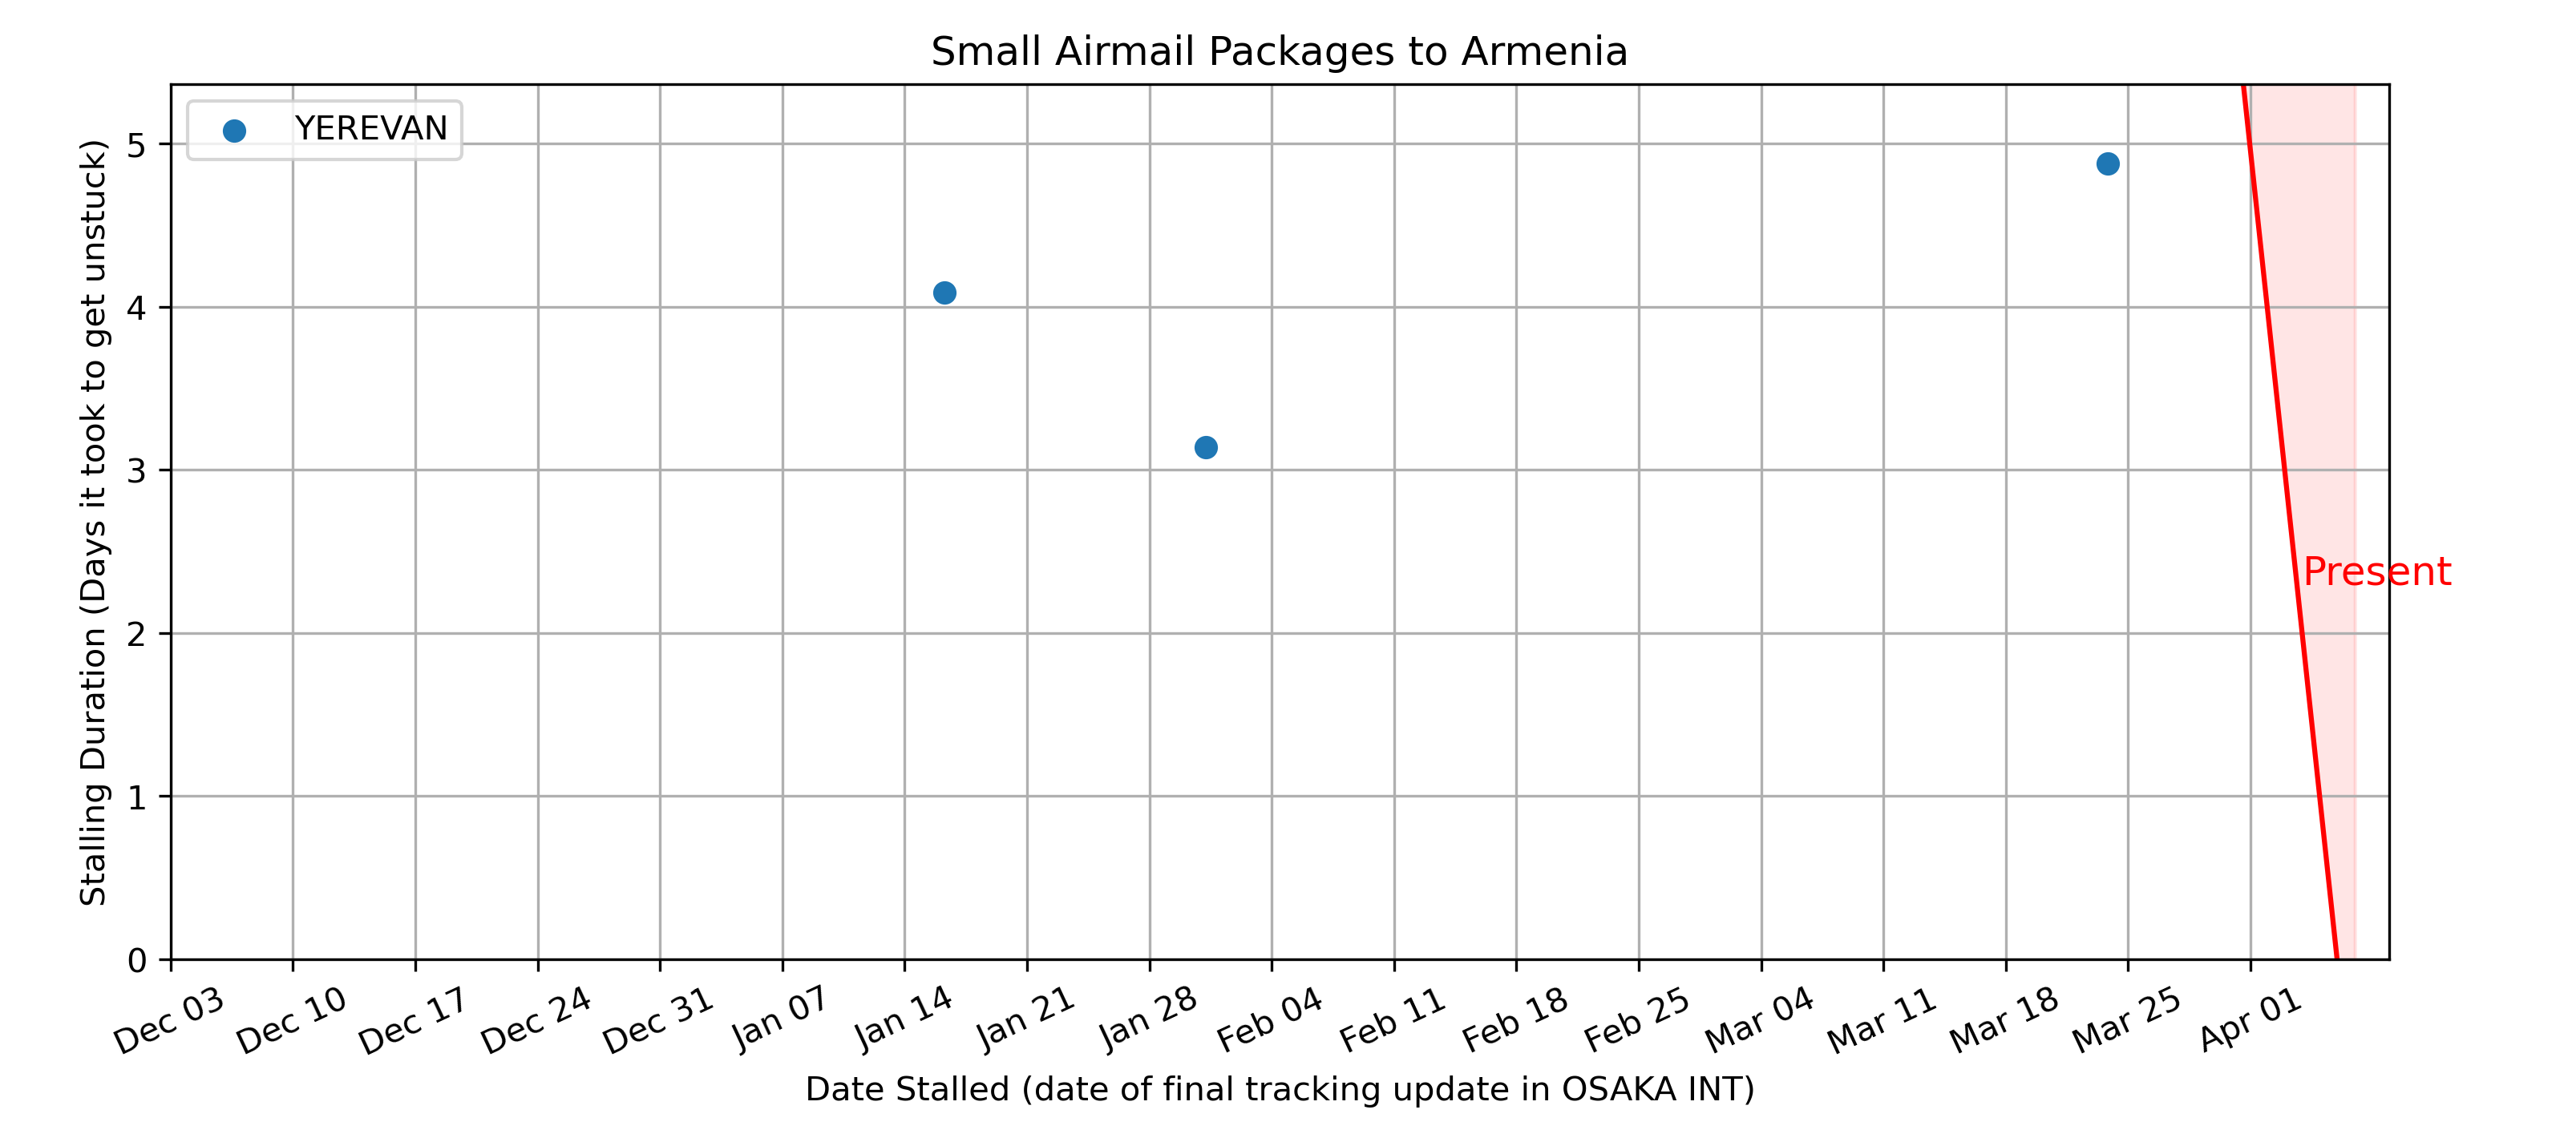 Small Airmail Packages to Armenia
YEREVAN
Stalling Duration (Days it took to get unstuck)
5
4
3
2
1
0
Present
Dec 03
Dec 10
Dec 17
Dec 24
Dec 31
Jan 07
Jan 14
Jan 21
Jan 28
Feb 04
Feb 11
Feb 18
Feb 25
Mar 04
Mar 11
Mar 18
Mar 25
Apr 01
Date Stalled (date of final tracking update in OSAKA INT)